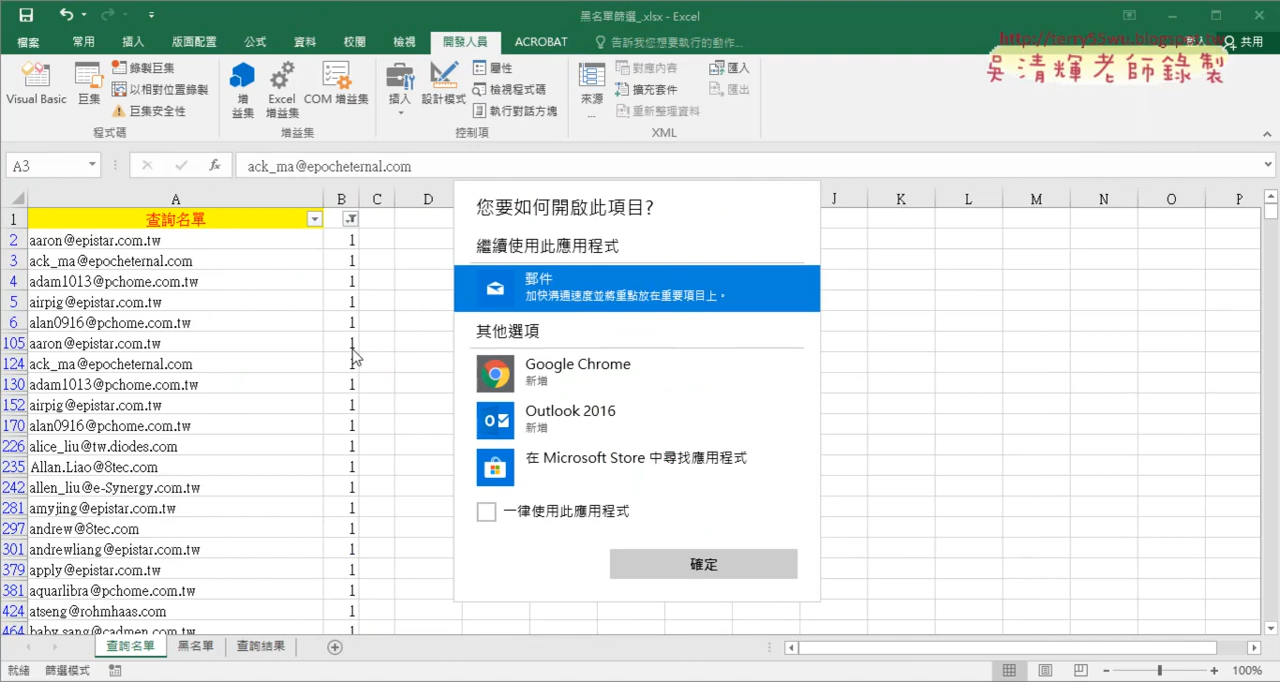 黑名單篩選_.xlsx - Excel
檔案 常用 插入 版面配置 公式 資料 校閱 檢視 開發人員 ACROBAT 告訴我您想要執行的動作... 登入 共用
http://terry55wu.blogspot.tw
吳清輝老師錄製
Visual Basic 巨集 錄製巨集 以相對位置錄製 巨集安全性
增益集 Excel 增益集 COM 增益集
插入 設計模式 屬性 檢視程式碼 執行對話方塊
來源... 對應內容 擴充套件 重新整理資料 匯入 匯出
程式碼 增益集 控制項 XML
A3 fx ack_ma@epocheternal.com
A B C D J K L M N O P
1 查詢名單
2 aaron@epistar.com.tw 1
3 ack_ma@epocheternal.com 1
4 adam1013@pchome.com.tw 1
5 airpig@epistar.com.tw 1
6 alan0916@pchome.com.tw 1
105 aaron@epistar.com.tw 1
124 ack_ma@epocheternal.com 1
130 adam1013@pchome.com.tw 1
152 airpig@epistar.com.tw 1
170 alan0916@pchome.com.tw 1
226 alice_liu@tw.diodes.com 1
235 Allan.Liao@8tec.com 1
242 allen_liu@e-Synergy.com.tw 1
281 amyjing@epistar.com.tw 1
297 andrew@8tec.com 1
301 andrewliang@epistar.com.tw 1
379 apply@epistar.com.tw 1
381 aquarlibra@pchome.com.tw 1
424 atseng@rohmhaas.com 1
464 baby.sang@cadmen.com.tw 1
您要如何開啟此項目?
繼續使用此應用程式
郵件
加快溝通速度並將重點放在重要項目上。
其他選項
Google Chrome
新增
Outlook 2016
新增
在 Microsoft Store 中尋找應用程式
一律使用此應用程式
確定
查詢名單 黑名單 查詢結果
就緒 篩選模式 100%